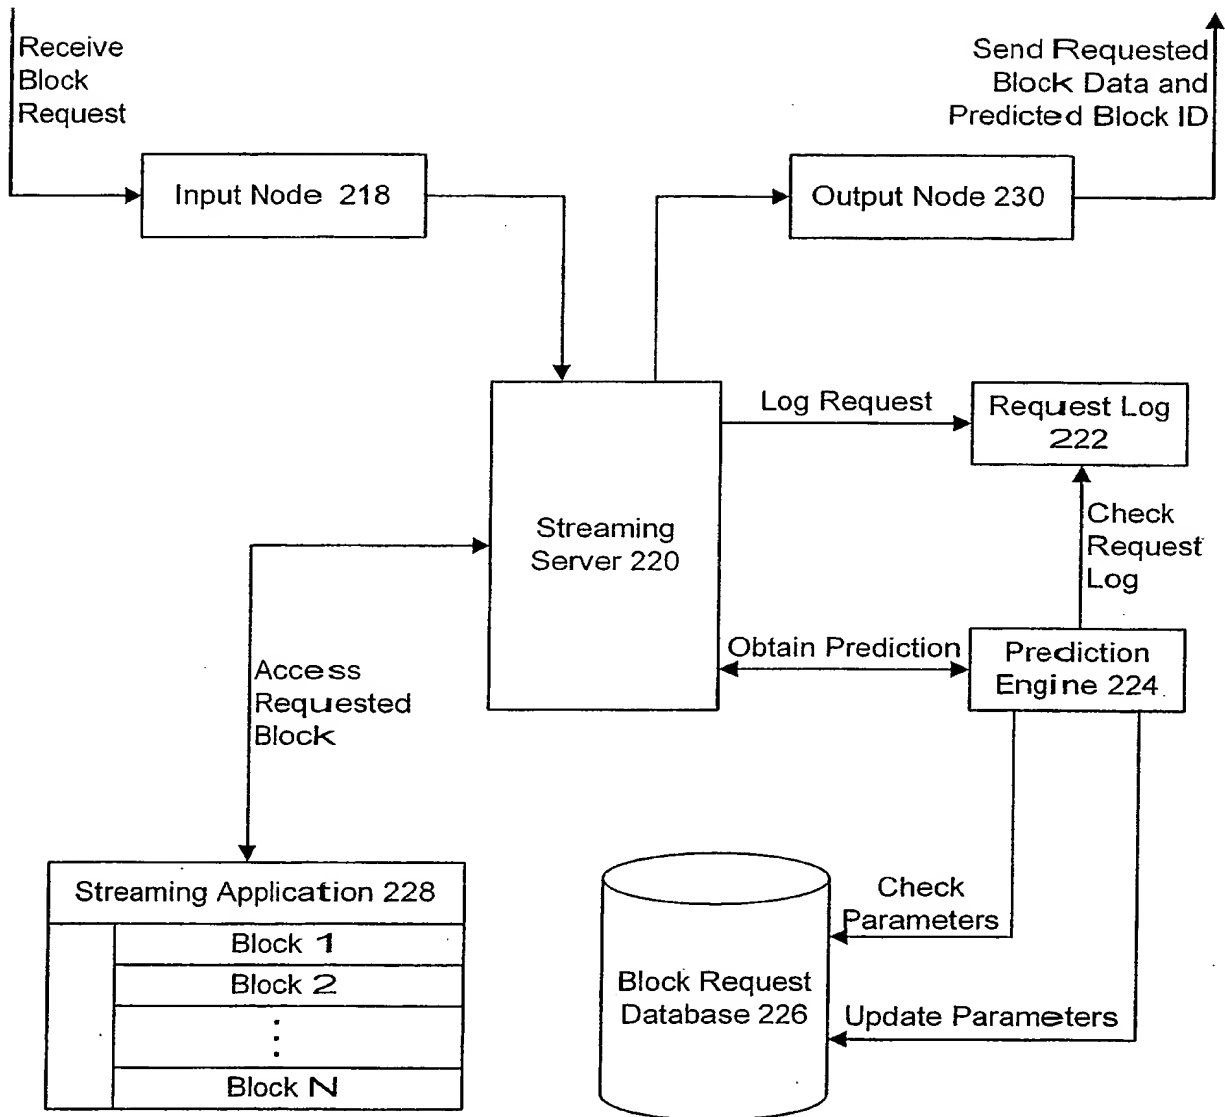 Receive
Block
Request
Send Requested
Block Data and
Predicted Block ID
Input Node 218
Output Node 230
Log Request
Request Log
222
Streaming
Server 220
Check
Request
Log
Obtain Prediction
Prediction
Engine 224
Access
Requested
Block
Streaming Application 228
Block 1
Block 2
⋮
Block N
Check
Parameters
Block Request
Database 226
Update Parameters